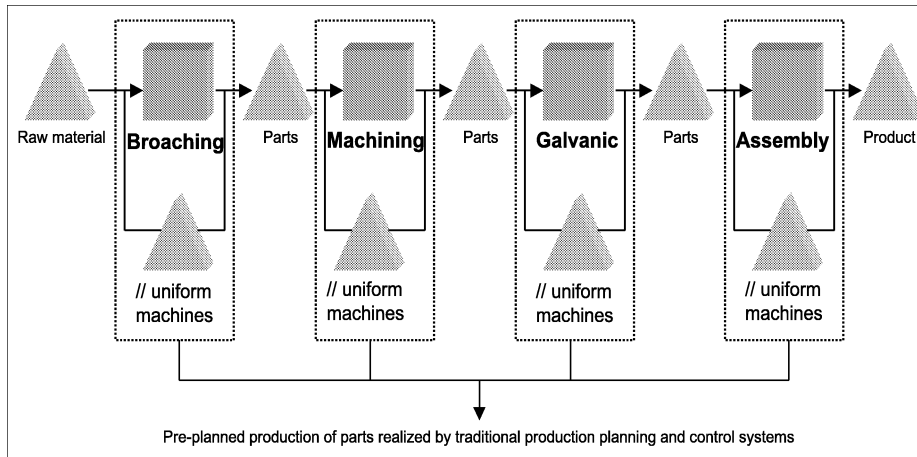 Raw material
Broaching
Parts
Machining
Parts
Galvanic
Parts
Assembly
Product
// uniform
machines
// uniform
machines
// uniform
machines
// uniform
machines
Pre-planned production of parts realized by traditional production planning and control systems